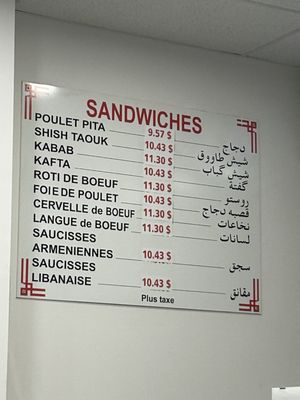 SANDWICHES
POULET PITA 9.57 $ دجاج
SHISH TAOUK 10.43 $ شيش طاووق
KABAB 11.30 $ شيش كباب
KAFTA 10.43 $ كفتة
ROTI DE BOEUF 11.30 $ روستو
FOIE DE POULET 10.43 $ قصبه دجاج
CERVELLE DE BOEUF 11.30 $ نخاعات
LANGUE de BOEUF 11.30 $ لسانات
SAUCISSES
ARMENIENNES 10.43 $ سجق
SAUCISSES
LIBANAISE 10.43 $ مقانق
Plus taxe